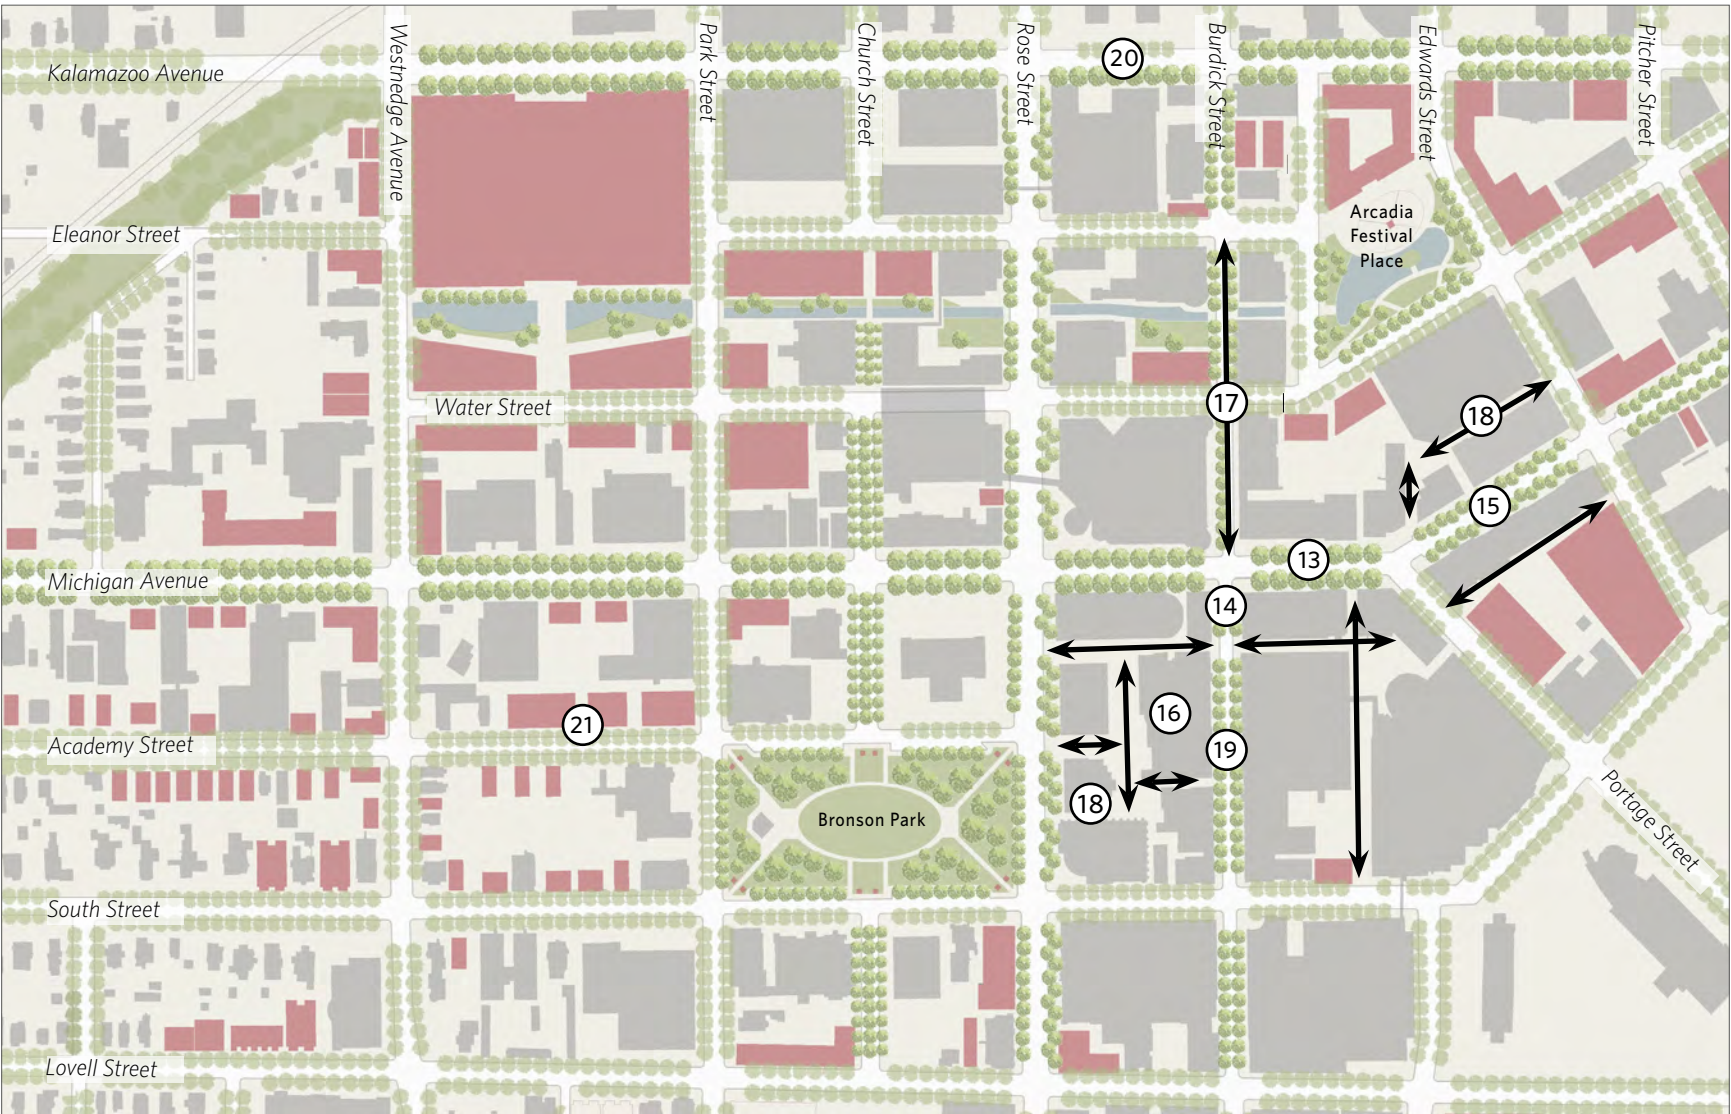 Westnedge Avenue
Park Street
Church Street
Rose Street
Burdick Street
Edwards Street
Pitcher Street
20
Kalamazoo Avenue
Arcadia
Festival
Place
Eleanor Street
Water Street
17
18
15
13
Michigan Avenue
14
16
21
19
Academy Street
18
Bronson Park
Portage Street
South Street
Lovell Street